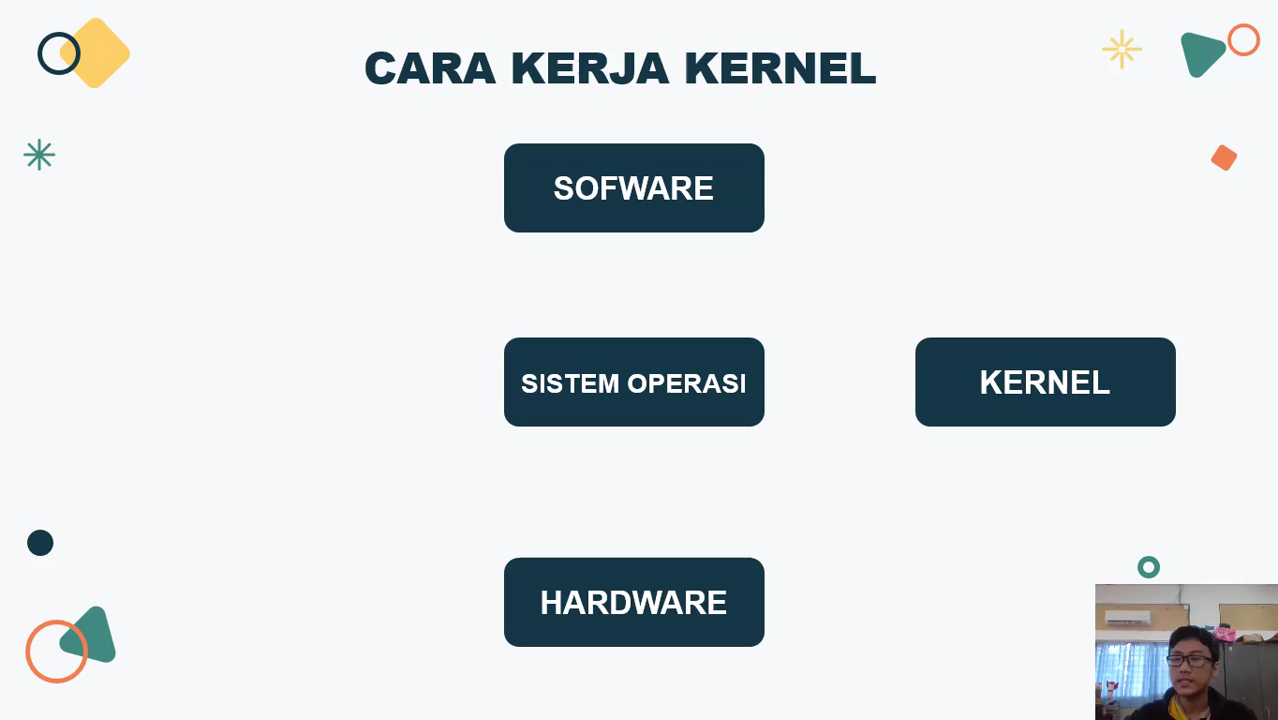 CARA KERJA KERNEL
SOFWARE
SISTEM OPERASI
KERNEL
HARDWARE